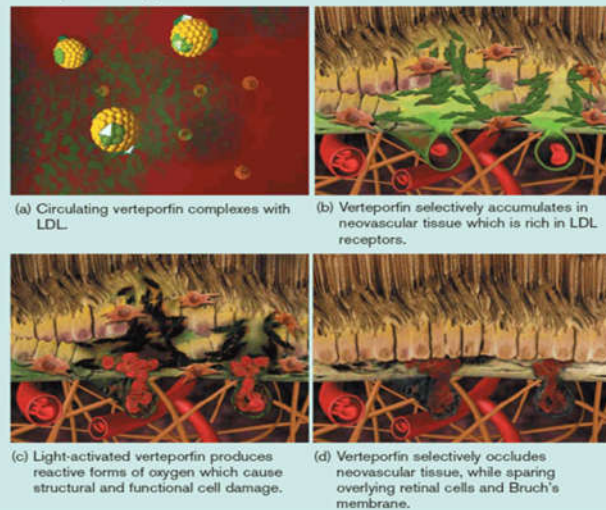 (a) Circulating verteporfin complexes with
LDL.
(b) Verteporfin selectively accumulates in
neovascular tissue which is rich in LDL
receptors.
(c) Light-activated verteporfin produces
reactive forms of oxygen which cause
structural and functional cell damage.
(d) Verteporfin selectively occludes
neovascular tissue, while sparing
overlying retinal cells and Bruch's
membrane.